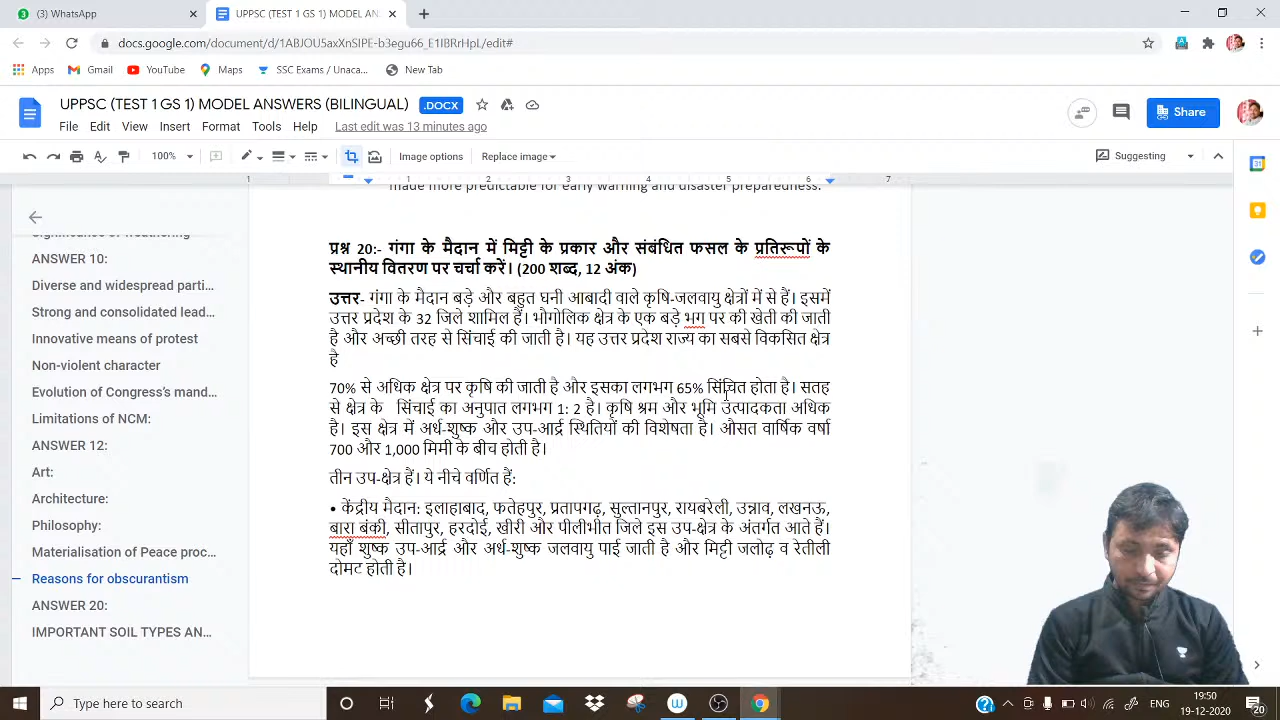 (3) WhatsApp
UPPSC (TEST 1 GS 1) MODEL AN
docs.google.com/document/d/1ABJOU5axXnSIPE-b3egu66_E1IBRrHpL/edit#
Apps Gmail YouTube Maps SSC Exams / Unaca... New Tab
UPPSC (TEST 1 GS 1) MODEL ANSWERS (BILINGUAL) .DOCX
Share
File Edit View Insert Format Tools Help Last edit was 13 minutes ago
100% Image options Replace image Suggesting
1 1 2 3 4 5 6 7
made more predictable for early warning and disaster preparedness.
Significance of weathering
ANSWER 10:
Diverse and widespread parti...
Strong and consolidated lead...
Innovative means of protest
Non-violent character
Evolution of Congress's mand...
Limitations of NCM:
ANSWER 12:
Art:
Architecture:
Philosophy:
Materialisation of Peace proc...
Reasons for obscurantism
ANSWER 20:
IMPORTANT SOIL TYPES AN...
प्रश्न 20:- गंगा के मैदान में मिट्टी के प्रकार और संबंधित फसल के प्रतिरूपों के
स्थानीय वितरण पर चर्चा करें। (200 शब्द, 12 अंक)
उत्तर- गंगा के मैदान बड़े और बहुत घनी आबादी वाले कृषि-जलवायु क्षेत्रों में से हैं। इसमें
उत्तर प्रदेश के 32 जिले शामिल हैं। भौगोलिक क्षेत्र के एक बड़े भग पर की खेती की जाती
है और अच्छी तरह से सिंचाई की जाती है। यह उत्तर प्रदेश राज्य का सबसे विकसित क्षेत्र
है
70% से अधिक क्षेत्र पर कृषि की जाती है और इसका लगभग 65% सिंचित होता है। सतह
से क्षेत्र के सिंचाई का अनुपात लगभग 1: 2 है। कृषि श्रम और भूमि उत्पादकता अधिक
है। इस क्षेत्र में अर्ध-शुष्क और उप-आर्द्र स्थितियों की विशेषता है। औसत वार्षिक वर्षा
700 और 1,000 मिमी के बीच होती है।
तीन उप-क्षेत्र हैं। ये नीचे वर्णित हैं:
• केंद्रीय मैदान: इलाहाबाद, फतेहपुर, प्रतापगढ़, सुल्तानपुर, रायबरेली, उन्नाव, लखनऊ,
बारा बंकी, सीतापुर, हरदोई, खीरी और पीलीभीत जिले इस उप-क्षेत्र के अंतर्गत आते हैं।
यहाँ शुष्क उप-आर्द्र और अर्ध-शुष्क जलवायु पाई जाती है और मिट्टी जलोढ़ व रेतीली
दोमट होती है।
Type here to search
ENG
19:50
19-12-2020
20